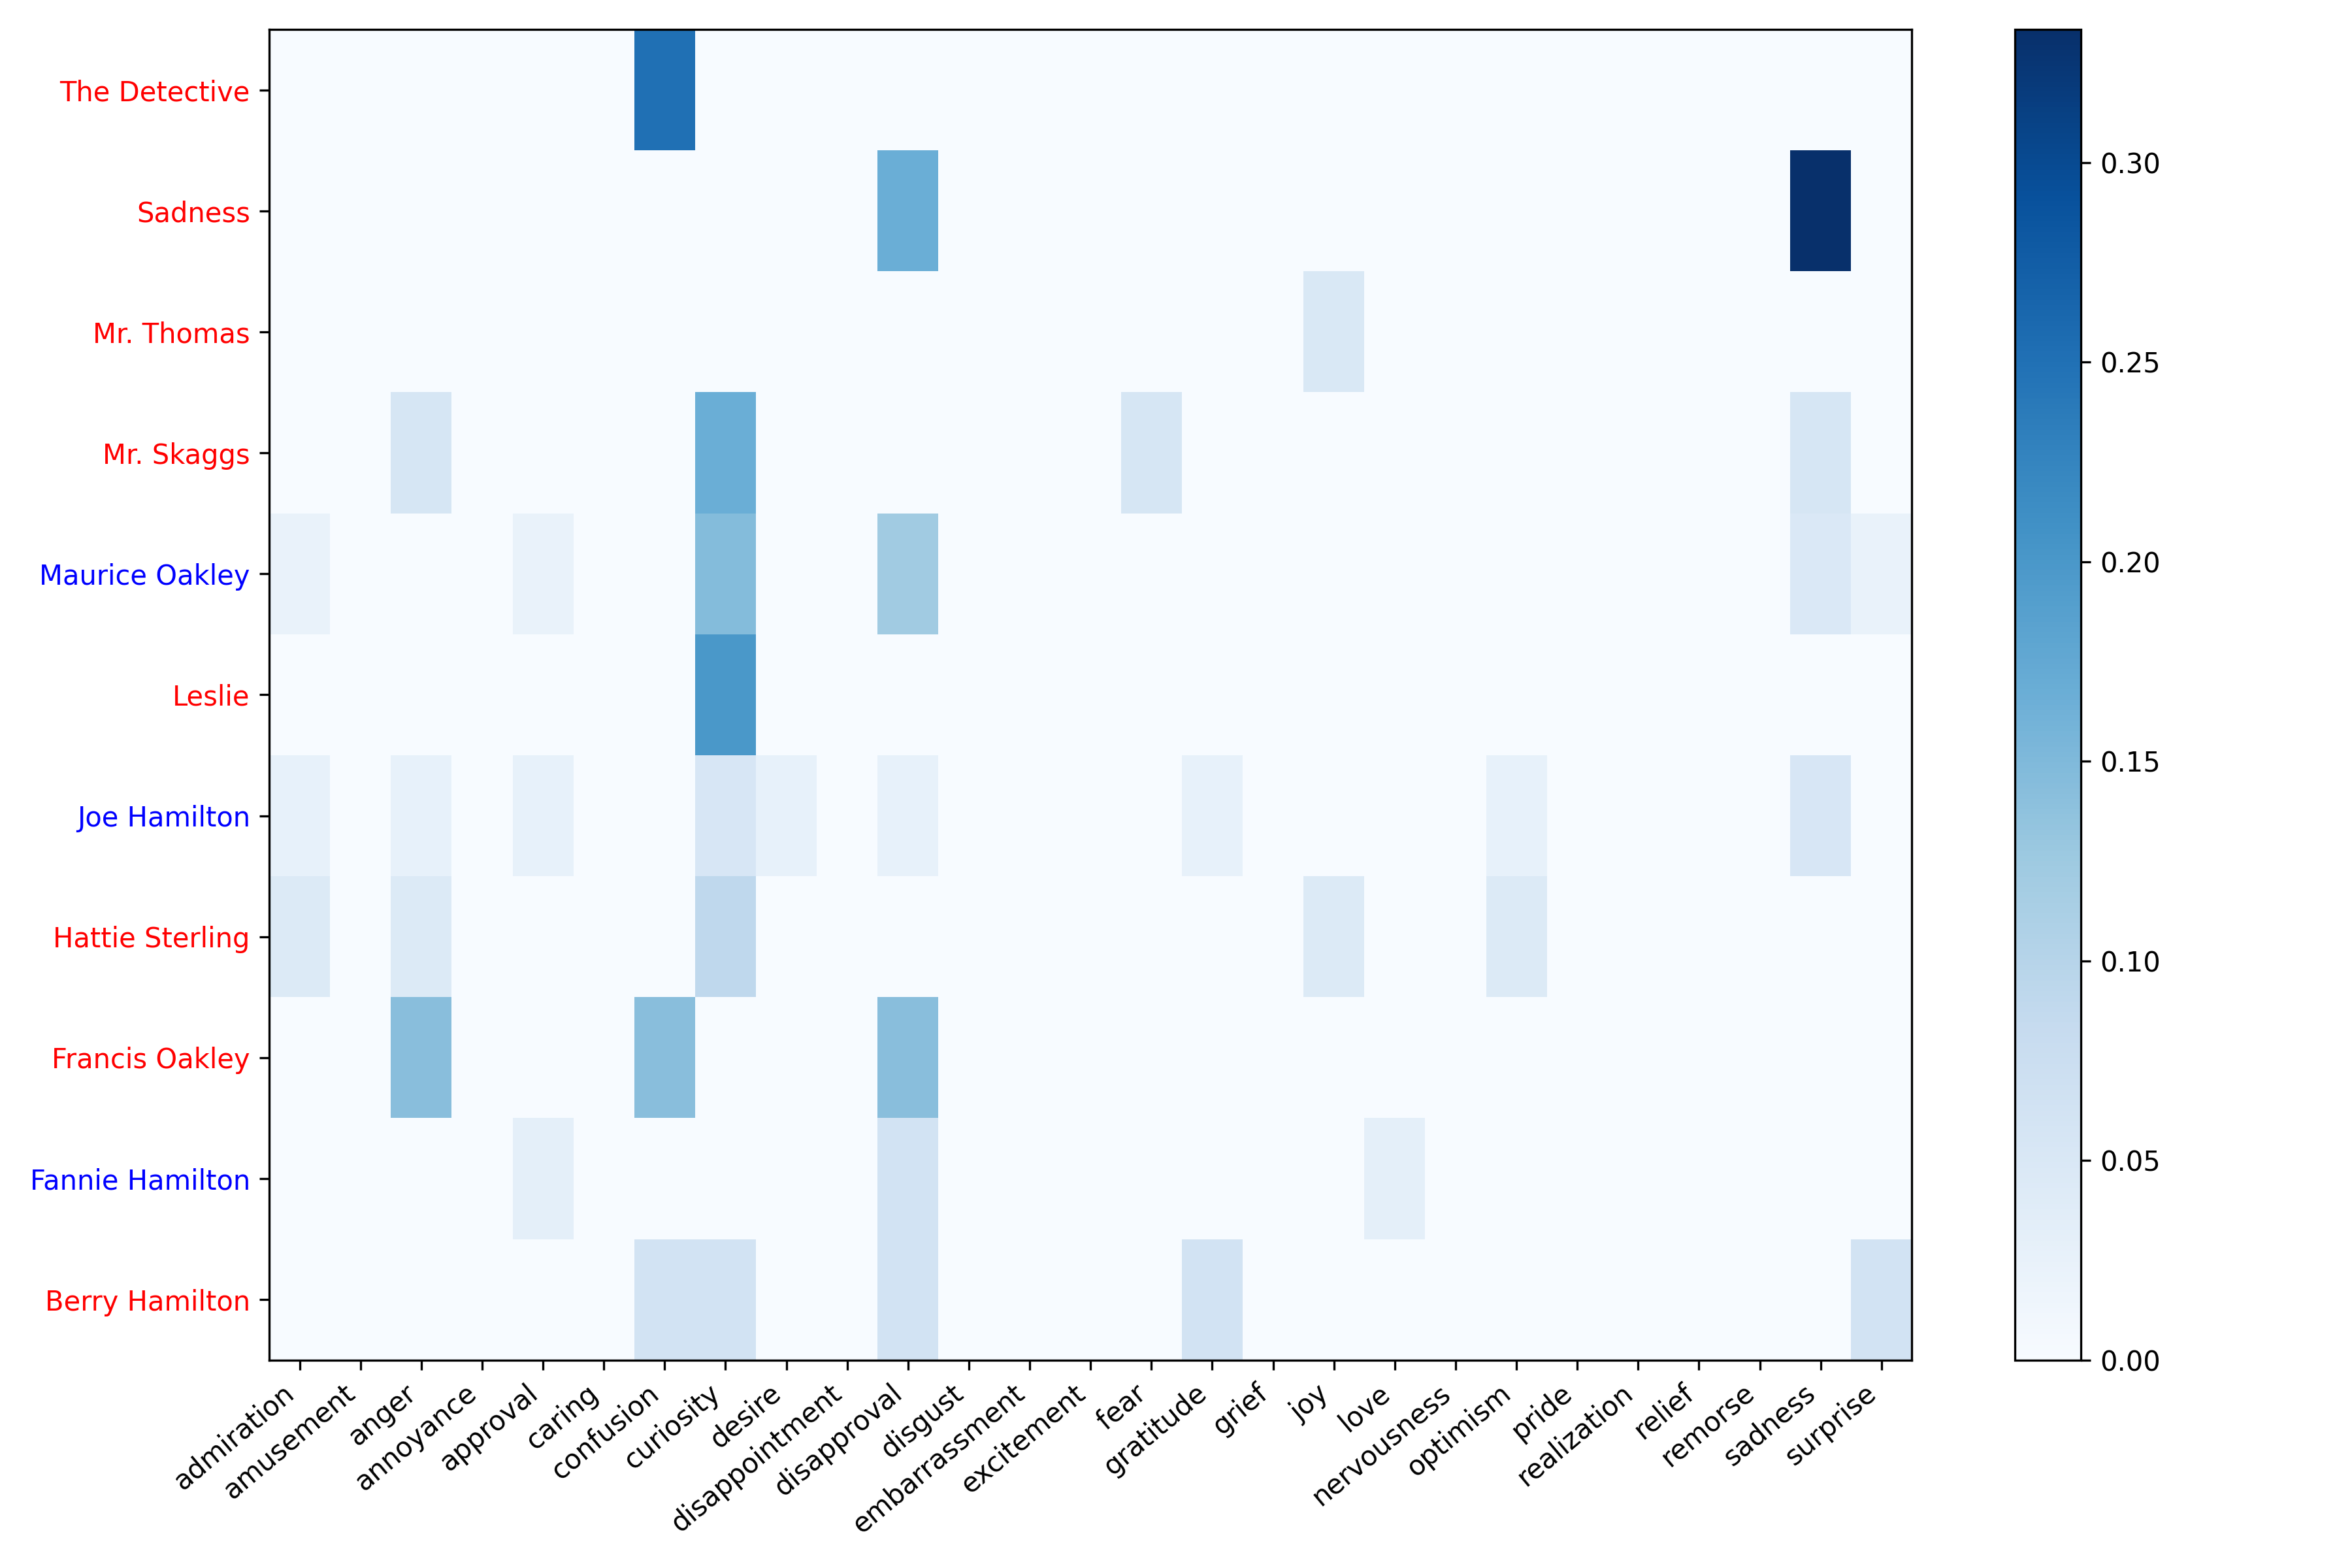 The Detective
Sadness
Mr. Thomas
Mr. Skaggs
Maurice Oakley
Leslie
Joe Hamilton
Hattie Sterling
Francis Oakley
Fannie Hamilton
Berry Hamilton
admiration
amusement
anger
annoyance
approval
caring
confusion
curiosity
desire
disappointment
disapproval
disgust
embarrassment
excitement
fear
gratitude
grief
joy
love
nervousness
optimism
pride
realization
relief
remorse
sadness
surprise
0.30
0.25
0.20
0.15
0.10
0.05
0.00